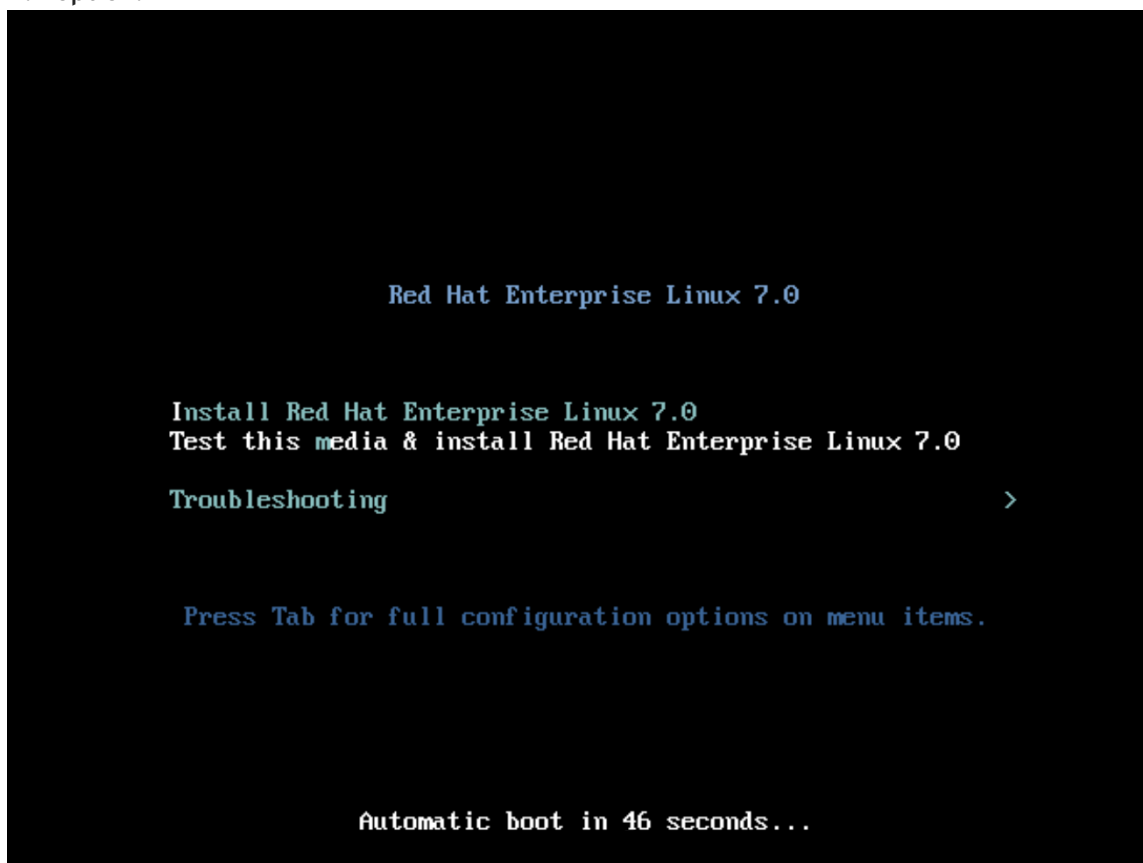 Red Hat Enterprise Linux 7.0
Install Red Hat Enterprise Linux 7.0
Test this media & install Red Hat Enterprise Linux 7.0
Troubleshooting >
Press Tab for full configuration options on menu items.
Automatic boot in 46 seconds...